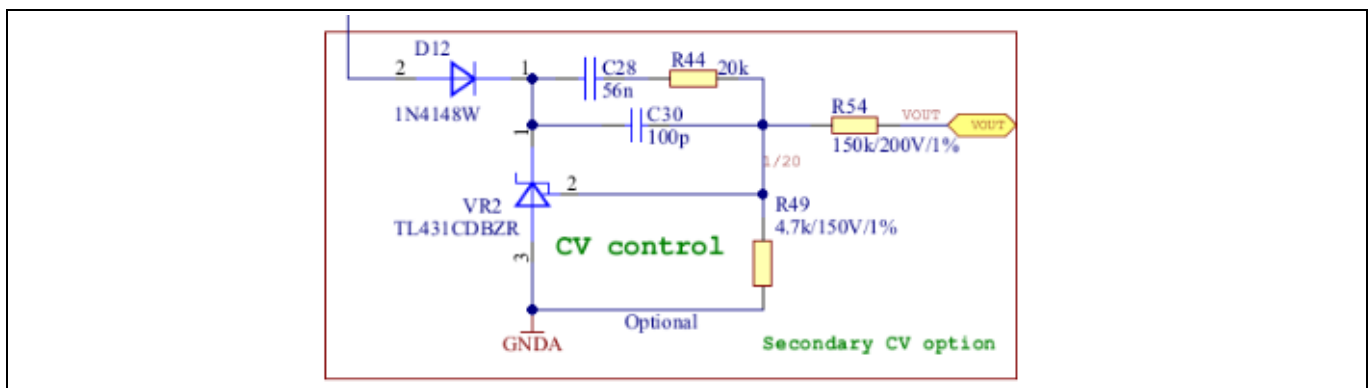 D12
2
1
1N4148W
C28
56n
R44
20k
C30
100p
R54
VOUT
VOUT
150k/200V/1%
1/20
1
2
VR2
TL431CDBZR
R49
4.7k/150V/1%
CV control
3
Optional
GNDA
Secondary CV option